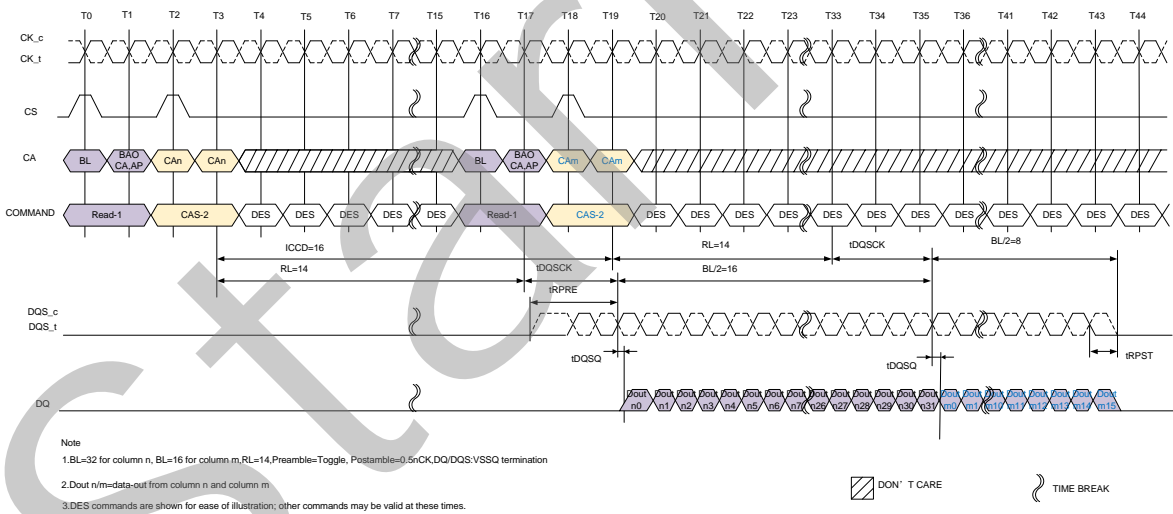 T0 T1 T2 T3 T4 T5 T6 T7 T15 T16 T17 T18 T19 T20 T21 T22 T23 T33 T34 T35 T36 T41 T42 T43 T44
CK_c
CK_t
CS
CA BL BAO CA,AP CAn CAn BL BAO CA,AP CAm CAm
COMMAND Read-1 CAS-2 DES DES DES DES DES Read-1 CAS-2 DES DES DES DES DES DES DES DES DES DES DES DES
lCCD=16 RL=14 tDQSCK BL/2=8
RL=14 tDQSCK BL/2=16
tRPRE
DQS_c
DQS_t
tDQSQ tDQSQ tRPST
DQ Dout n0 Dout n1 Dout n2 Dout n3 Dout n4 Dout n5 Dout n6 Dout n7 Dout n26 Dout n27 Dout n28 Dout n29 Dout n30 Dout n31 Dout m0 Dout m1 Dout m10 Dout m11 Dout m12 Dout m13 Dout m14 Dout m15
Note
1.BL=32 for column n, BL=16 for column m,RL=14,Preamble=Toggle, Postamble=0.5nCK,DQ/DQS:VSSQ termination
2.Dout n/m=data-out from column n and column m
3.DES commands are shown for ease of illustration; other commands may be valid at these times.
DON' T CARE
TIME BREAK